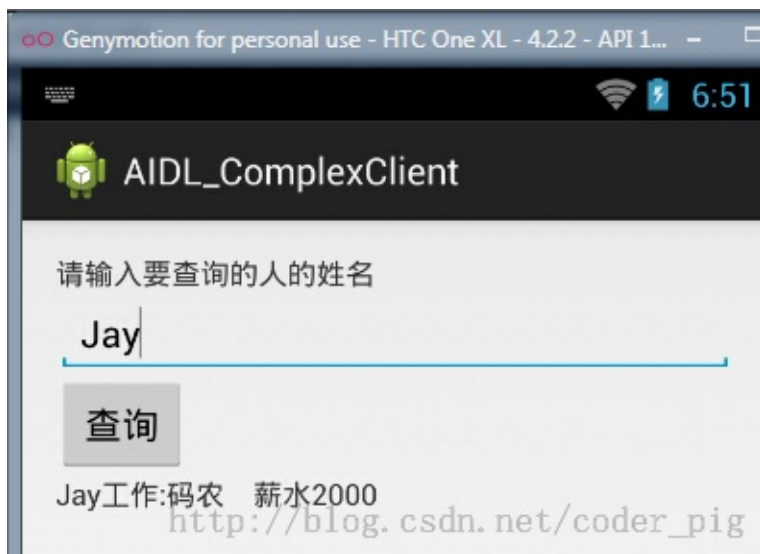 Genymotion for personal use - HTC One XL - 4.2.2 - API 1...
6:51
AIDL_ComplexClient
请输入要查询的人的姓名
Jay
查询
Jay工作:码农 薪水2000
http://blog.csdn.net/coder_pig